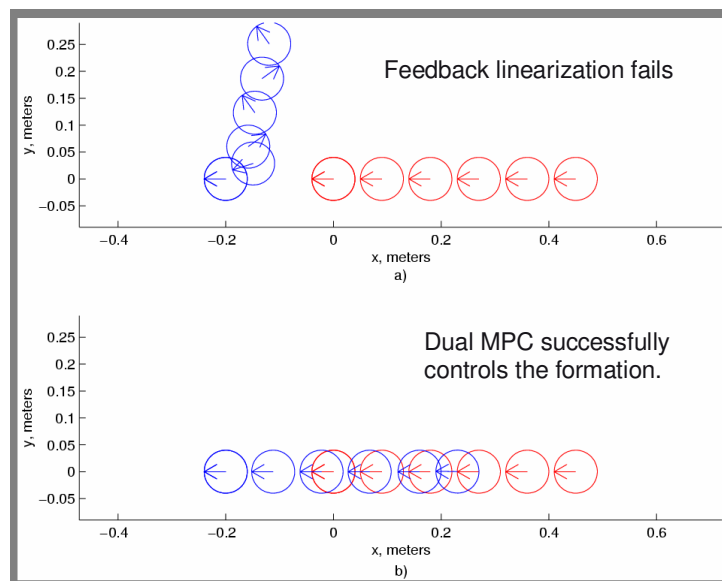 Feedback linearization fails
0.25
0.2
0.15
0.1
0.05
0
−0.05
y, meters
−0.4 −0.2 0 0.2 0.4 0.6
x, meters
a)
Dual MPC successfully
controls the formation.
0.25
0.2
0.15
0.1
0.05
0
−0.05
y, meters
−0.4 −0.2 0 0.2 0.4 0.6
x, meters
b)